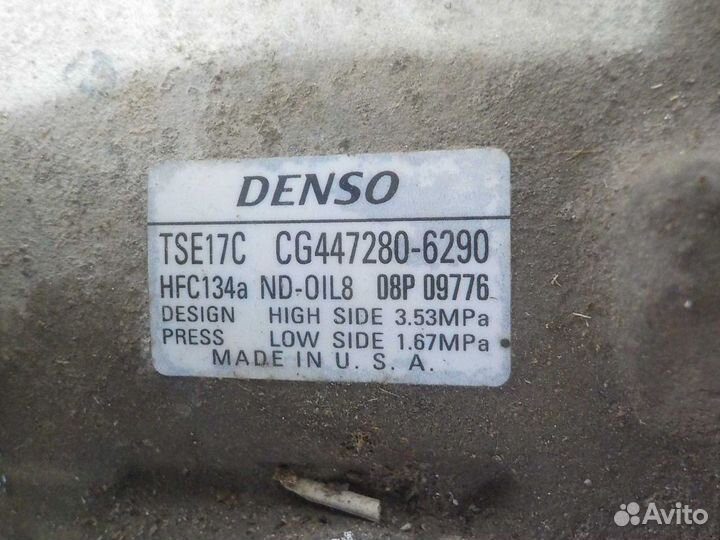 DENSO
TSE17C CG447280-6290
HFC134a ND-OIL8 08P 09776
DESIGN HIGH SIDE 3.53MPa
PRESS LOW SIDE 1.67MPa
MADE IN U. S. A.
Avito